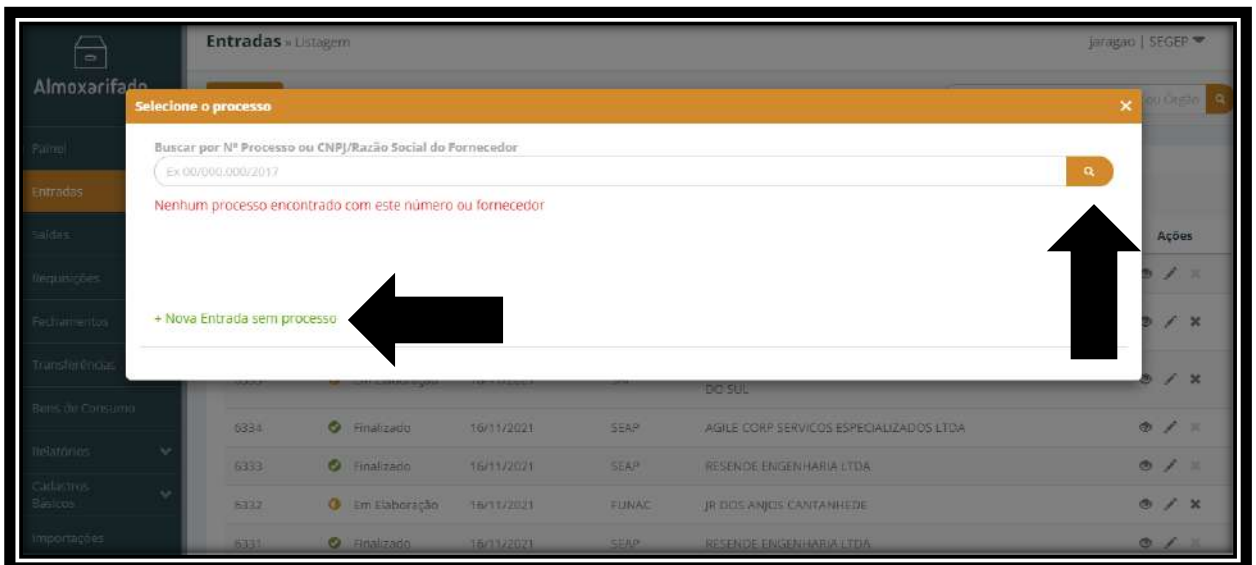 Entradas » Listagem
jaragao | SEGEP
Almoxarifado
ou Órgão
Selecione o processo
×
Painel
Buscar por Nº Processo ou CNPJ/Razão Social do Fornecedor
Ex 00/000.000/2017
Entradas
Nenhum processo encontrado com este número ou fornecedor
Saídas
Ações
Requisições
+ Nova Entrada sem processo
Fechamentos
Transferências
Em Elaboração
DO SUL
Bens de Consumo
6334 Finalizado 16/11/2021 SEAP AGILE CORP SERVICOS ESPECIALIZADOS LTDA
Relatórios
6333 Finalizado 16/11/2021 SEAP RESENDE ENGENHARIA LTDA
Cadastros
Básicos
6332 Em Elaboração 16/11/2021 FUNAC JR DOS ANJOS CANTANHEDE
Importações
6331 Finalizado 16/11/2021 SEAP RESENDE ENGENHARIA LTDA